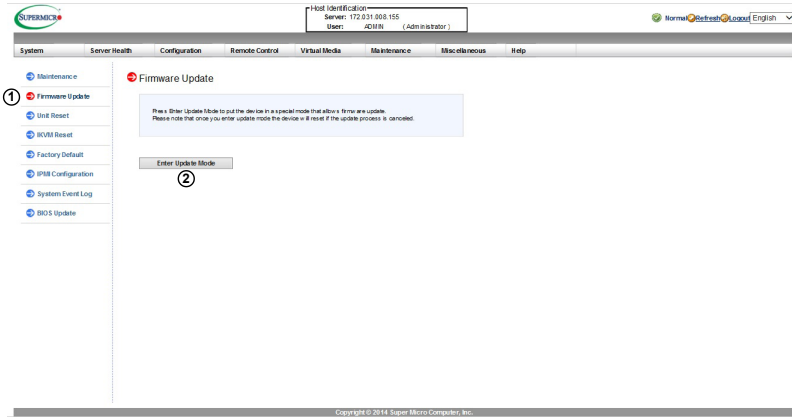 SUPERMICR
Host Identification
Server: 172.031.008.155
User: ADMIN (Administrator)
Normal Refresh Logout English
System Server Health Configuration Remote Control Virtual Media Maintenance Miscellaneous Help
Maintenance
1 Firmware Update
Unit Reset
IKVM Reset
Factory Default
IPMI Configuration
System Event Log
BIOS Update
Firmware Update
Press Enter Update Mode to put the device in a special mode that allows firmware update.
Please note that once you enter update mode the device will reset if the update process is canceled.
Enter Update Mode
2
Copyright © 2014 Super Micro Computer, Inc.